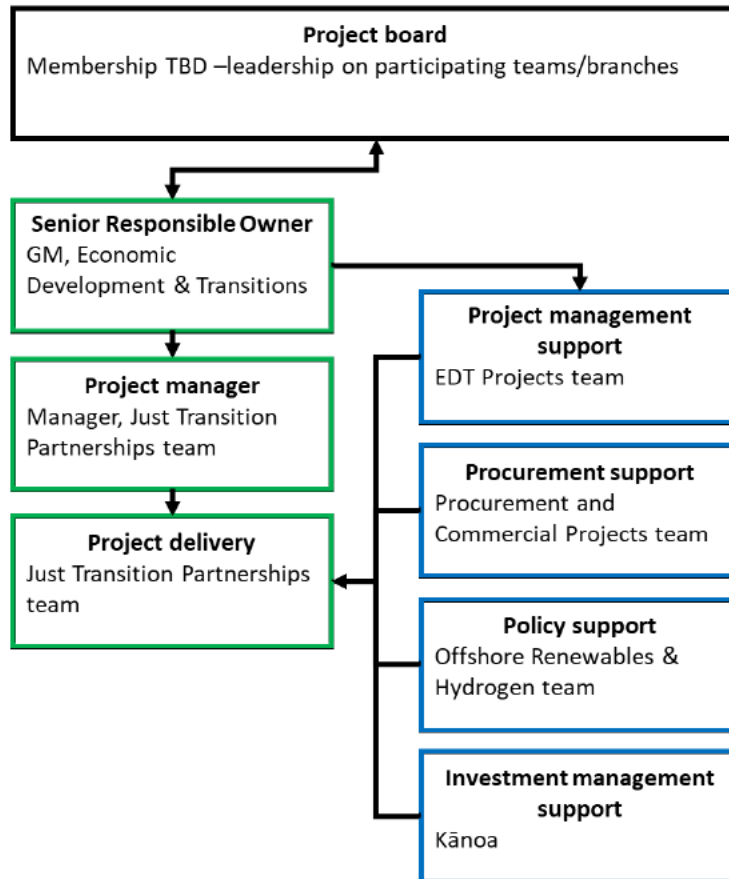 Project board
Membership TBD –leadership on participating teams/branches
Senior Responsible Owner
GM, Economic
Development & Transitions
Project manager
Manager, Just Transition
Partnerships team
Project delivery
Just Transition Partnerships
team
Project management
support
EDT Projects team
Procurement support
Procurement and
Commercial Projects team
Policy support
Offshore Renewables &
Hydrogen team
Investment management
support
Kānoa